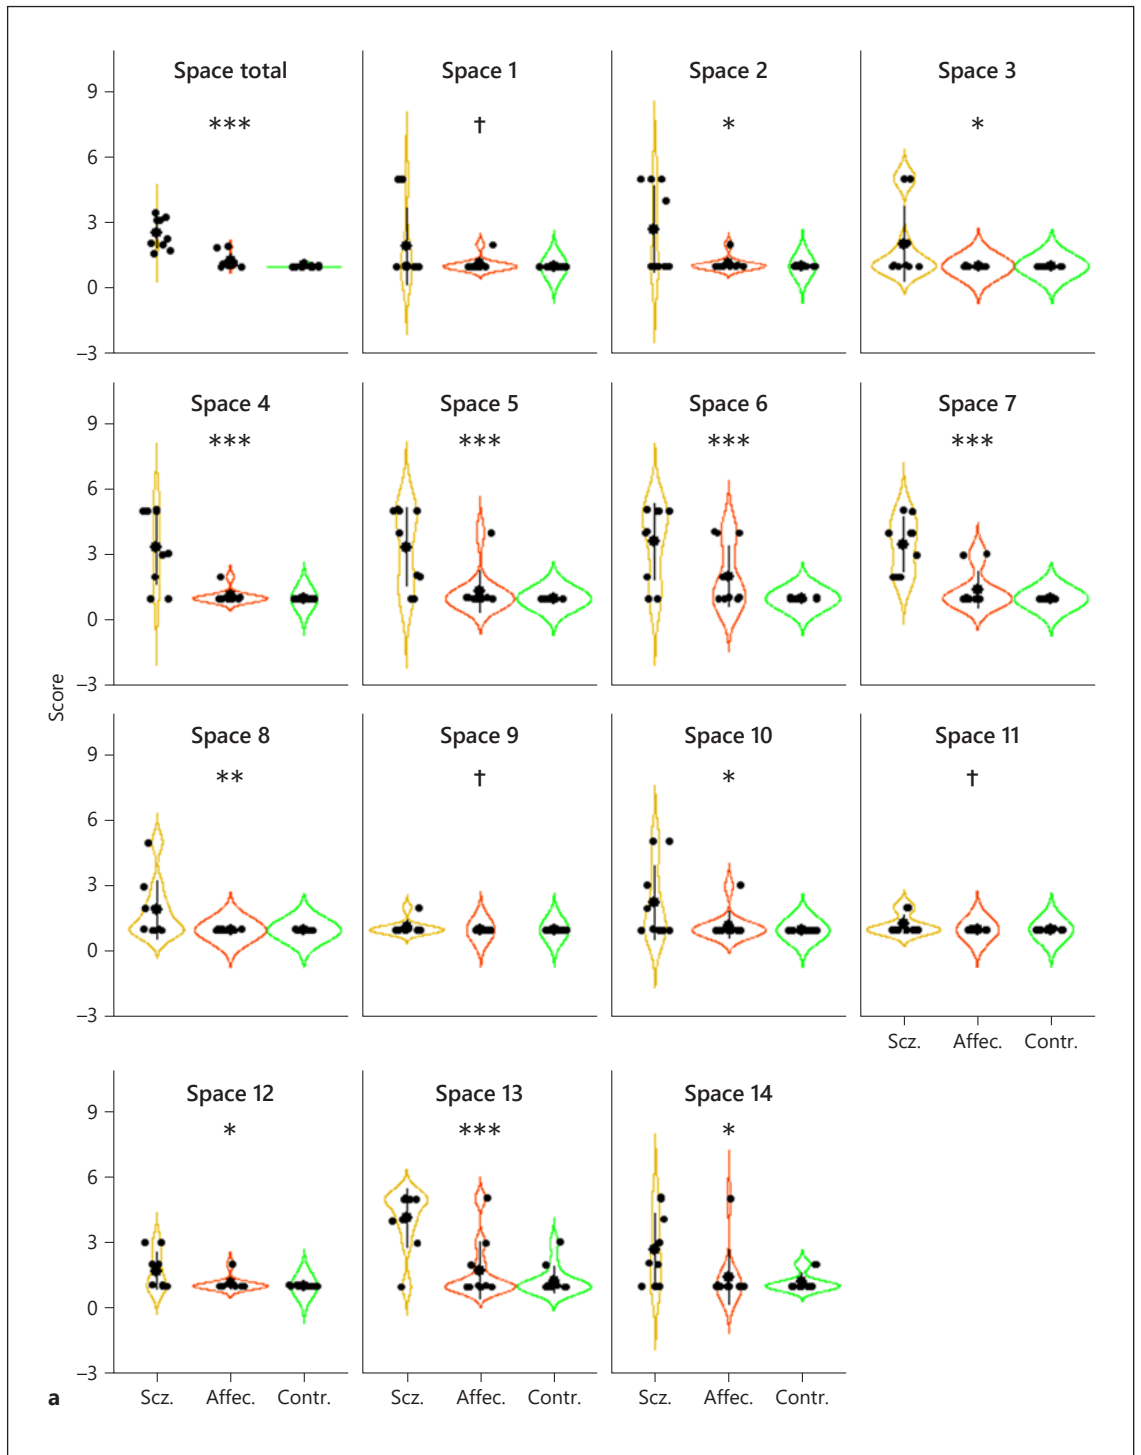 Space total Space 1 Space 2 Space 3
*** † * *
9
6
3
0
–3
Space 4 Space 5 Space 6 Space 7
*** *** *** ***
9
6
3
0
–3
Score
Space 8 Space 9 Space 10 Space 11
** † * †
9
6
3
0
–3
Scz. Affec. Contr.
Space 12 Space 13 Space 14
* *** *
9
6
3
0
–3
a Scz. Affec. Contr. Scz. Affec. Contr. Scz. Affec. Contr.